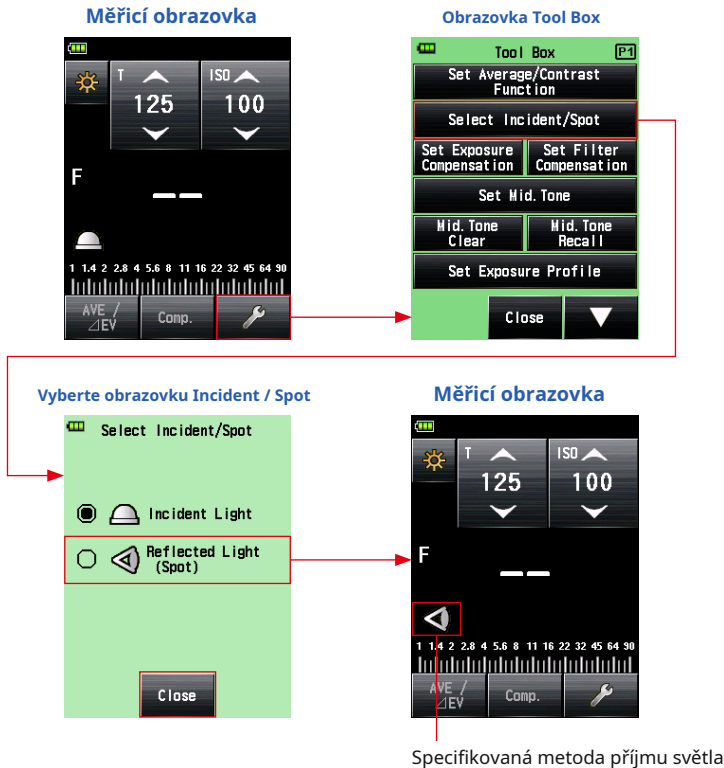 Měřicí obrazovka
T
ISO
125
100
F
1 1.4 2 2.8 4 5.6 8 11 16 22 32 45 64 90
AVE /
⊿EV
Comp.
Obrazovka Tool Box
Tool Box P1
Set Average/Contrast
Function
Select Incident/Spot
Set Exposure
Compensation
Set Filter
Compensation
Set Mid.Tone
Mid.Tone
Clear
Mid.Tone
Recall
Set Exposure Profile
Close
Vyberte obrazovku Incident / Spot
Select Incident/Spot
Incident Light
Reflected Light
(Spot)
Close
Měřicí obrazovka
T
ISO
125
100
F
1 1.4 2 2.8 4 5.6 8 11 16 22 32 45 64 90
AVE /
⊿EV
Comp.
Specifikovaná metoda příjmu světla